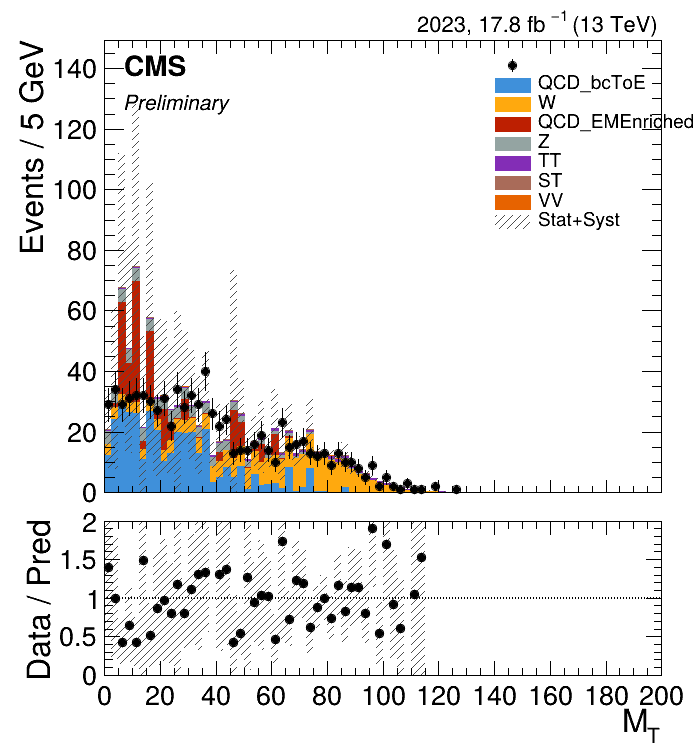 2023, 17.8 fb⁻¹ (13 TeV)
CMS
Preliminary
Events / 5 GeV
140
120
100
80
60
40
20
0
QCD_bcToE
W
QCD_EMEnriched
Z
TT
ST
VV
Stat+Syst
Data / Pred
2
1.5
1
0.5
0
0 20 40 60 80 100 120 140 160 180 200
M_T